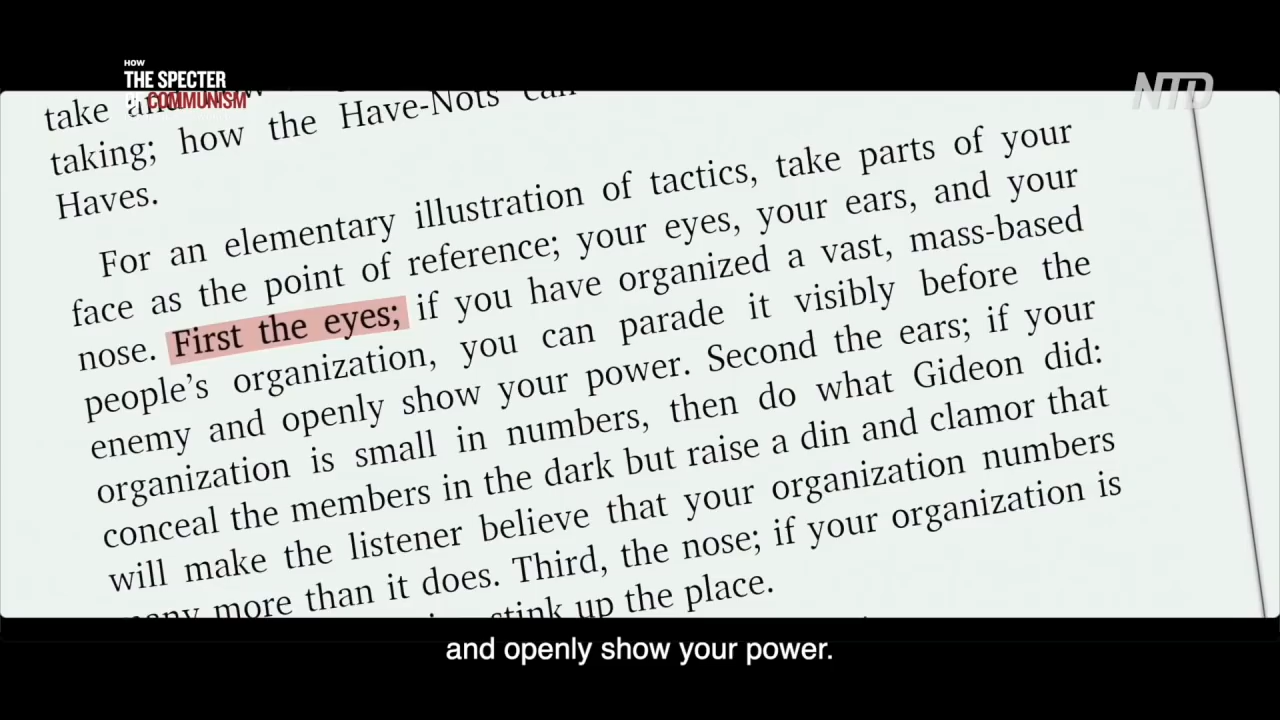 HOW
THE SPECTER
OF COMMUNISM
NTD
take and
taking; how the Have-Nots can
Haves.
For an elementary illustration of tactics, take parts of your
face as the point of reference; your eyes, your ears, and your
nose. First the eyes; if you have organized a vast, mass-based
people's organization, you can parade it visibly before the
enemy and openly show your power. Second the ears; if your
organization is small in numbers, then do what Gideon did:
conceal the members in the dark but raise a din and clamor that
will make the listener believe that your organization numbers
many more than it does. Third, the nose; if your organization is
stink up the place.
and openly show your power.